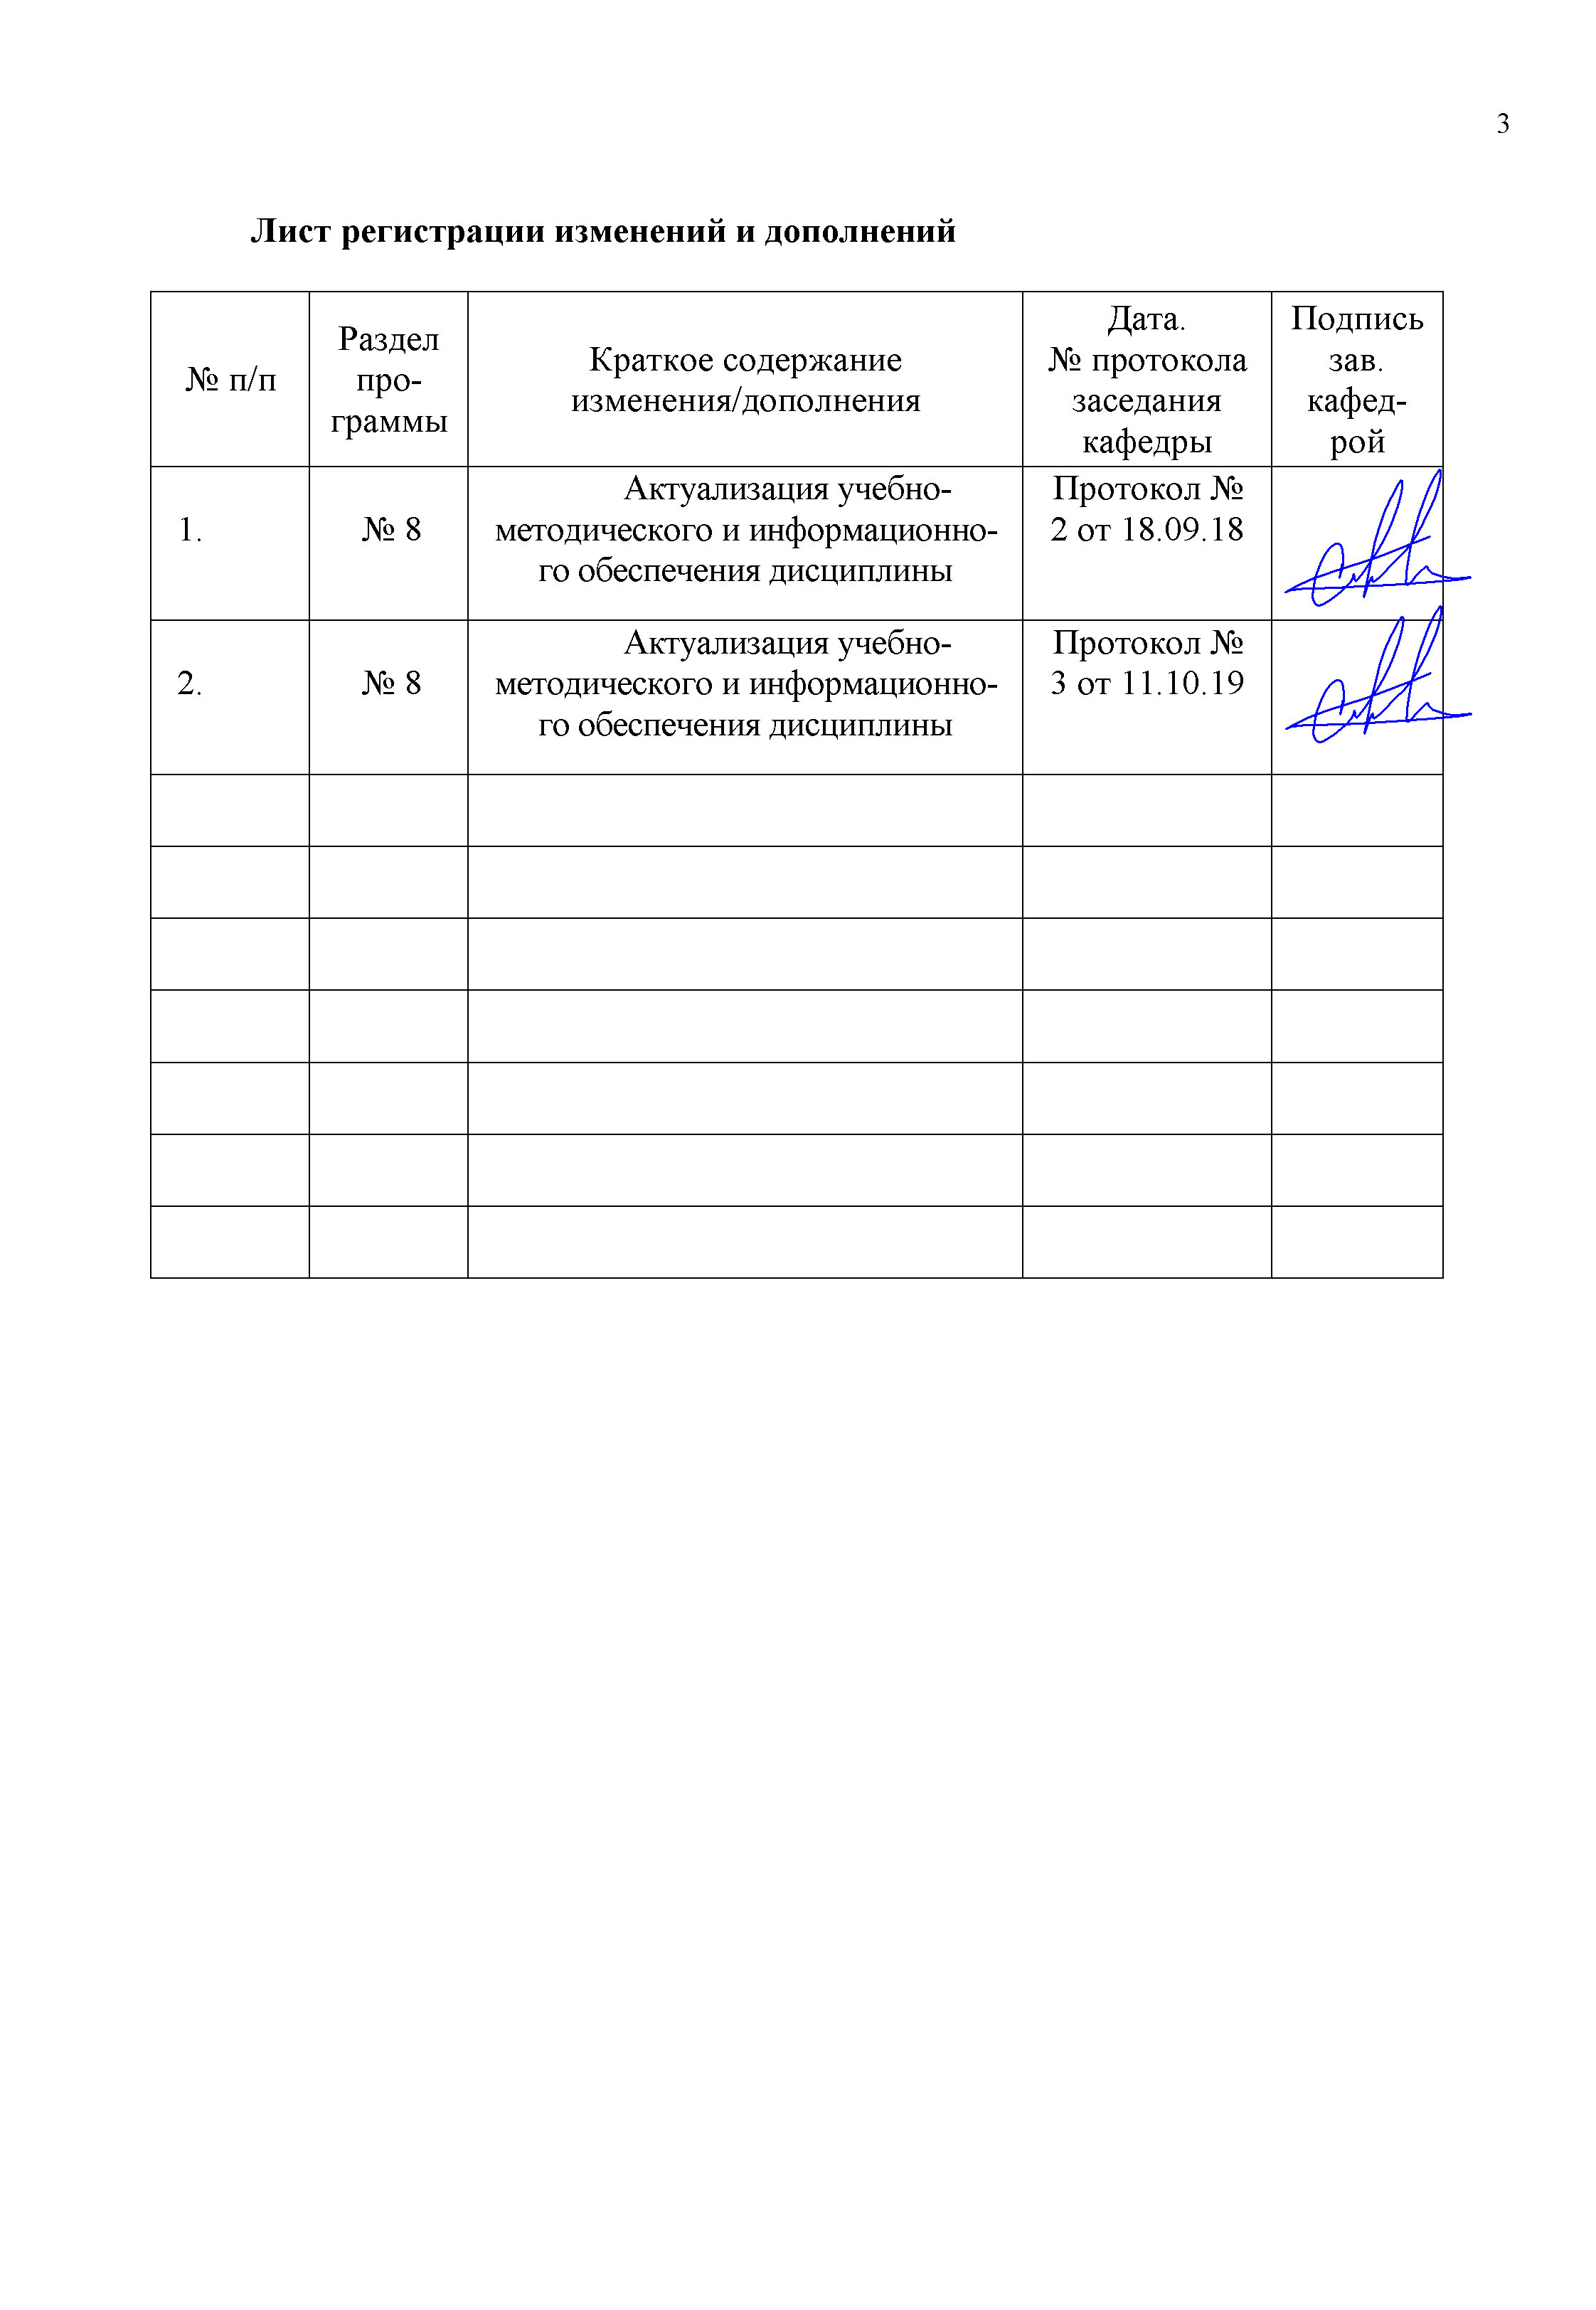 3
Лист регистрации изменений и дополнений
№ п/п
Раздел
про-
граммы
Краткое содержание
изменения/дополнения
Дата.
№ протокола
заседания
кафедры
Подпись
зав.
кафед-
рой
1.
№ 8
Актуализация учебно-
методического и информационно-
го обеспечения дисциплины
Протокол №
2 от 18.09.18
2.
№ 8
Актуализация учебно-
методического и информационно-
го обеспечения дисциплины
Протокол №
3 от 11.10.19